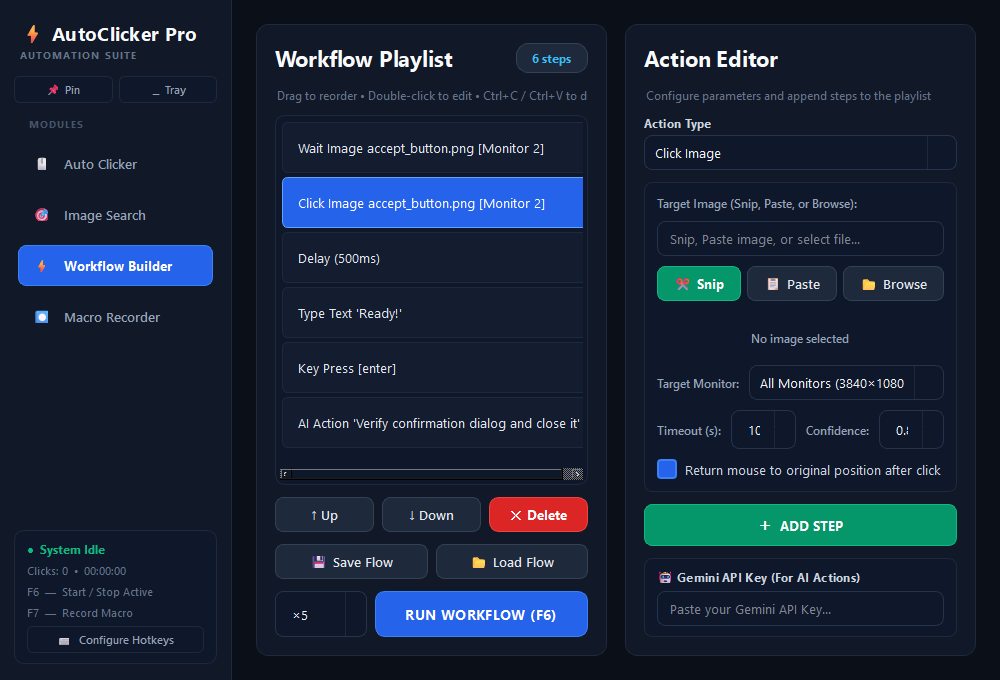 AutoClicker Pro
AUTOMATION SUITE
Pin
_ Tray
MODULES
Auto Clicker
Image Search
Workflow Builder
Macro Recorder
• System Idle
Clicks: 0 • 00:00:00
F6 — Start / Stop Active
F7 — Record Macro
Configure Hotkeys
Workflow Playlist
6 steps
Drag to reorder • Double-click to edit • Ctrl+C / Ctrl+V to d
Wait Image accept_button.png [Monitor 2]
Click Image accept_button.png [Monitor 2]
Delay (500ms)
Type Text 'Ready!'
Key Press [enter]
AI Action 'Verify confirmation dialog and close it'
↑ Up
↓ Down
✕ Delete
Save Flow
Load Flow
×5
RUN WORKFLOW (F6)
Action Editor
Configure parameters and append steps to the playlist
Action Type
Click Image
Target Image (Snip, Paste, or Browse):
Snip, Paste image, or select file...
Snip
Paste
Browse
No image selected
Target Monitor:
All Monitors (3840×1080
Timeout (s):
10
Confidence:
Return mouse to original position after click
+ ADD STEP
Gemini API Key (For AI Actions)
Paste your Gemini API Key...